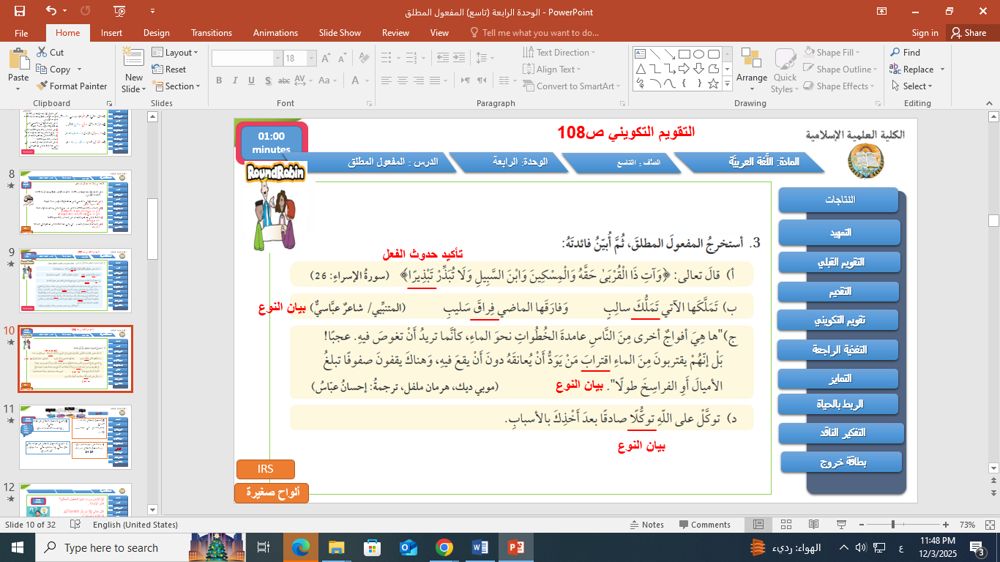 الوحدة الرابعة (تاسع) المفعول المطلق - PowerPoint
File Home Insert Design Transitions Animations Slide Show Review View Tell me what you want to do... Sign in Share
Paste
Cut
Copy
Format Painter
Clipboard
New Slide
Layout
Reset
Section
Slides
18
Font
Text Direction
Align Text
Convert to SmartArt
Paragraph
Arrange
Quick Styles
Shape Fill
Shape Outline
Shape Effects
Drawing
Find
Replace
Select
Editing
8
9
10
11
12
01:00
minutes
RoundRobin
التقويم التكويني ص108
الكلية العلمية الإسلامية
المادة: اللُّغة العربيَّة
الصَّف : التاسع
الوحدة: الرابعة
الدرس : المفعول المطلق
النتاجات
التمهيد
التقويم القبلي
التقديم
تقويم التكويني
التغذية الراجعة
التمايز
الربط بالحياة
التفكير الناقد
بطاقة خروج
3. أستخرجُ المفعولَ المطلقَ، ثُمَّ أُبيّنُ فائدتَهُ:
تأكيد حدوث الفعل
أ) قالَ تعالى: ﴿وَآتِ ذَا الْقُرْبَىٰ حَقَّهُ وَالْمِسْكِينَ وَابْنَ السَّبِيلِ وَلَا تُبَذِّرْ تَبْذِيرًا﴾ (سورةُ الإسراءِ: 26)
ب) تَمَلَّكَها الآتي تَمَلُّكَ سالِبٍ وَفارَقَها الماضي فِراقَ سَليبِ (المتنبّي/ شاعرٌ عبَّاسيٌّ) بيان النوع
ج)"ها هِيَ أفواجٌ أخرى مِنَ النَّاسِ عامدةَ الخُطُواتِ نحوَ الماءِ، كأنَّما تريدُ أنْ تغوصَ فيهِ. عجبًا!
بَلْ إنَّهُمْ يقتربونَ مِنَ الماءِ اقترابَ مَنْ يَوَدُّ أنْ يُعانقَهُ دونَ أنْ يقعَ فيهِ، وهناكَ يقفون صفوفًا تبلغُ
الأميالَ أوِ الفراسِخَ طولًا". بيان النوع (موبي ديك، هرمان ملفل، ترجمةُ: إحسانُ عبّاسُ)
د) توكَّلْ على اللّهِ توكُّلًا صادقًا بعدَ أخْذِكَ بالأسبابِ.
بيان النوع
IRS
ألواح صغيرة
Slide 10 of 32 English (United States) Notes Comments 73%
Type here to search
الهواء: رديء
ع
11:48 PM
12/3/2025
3